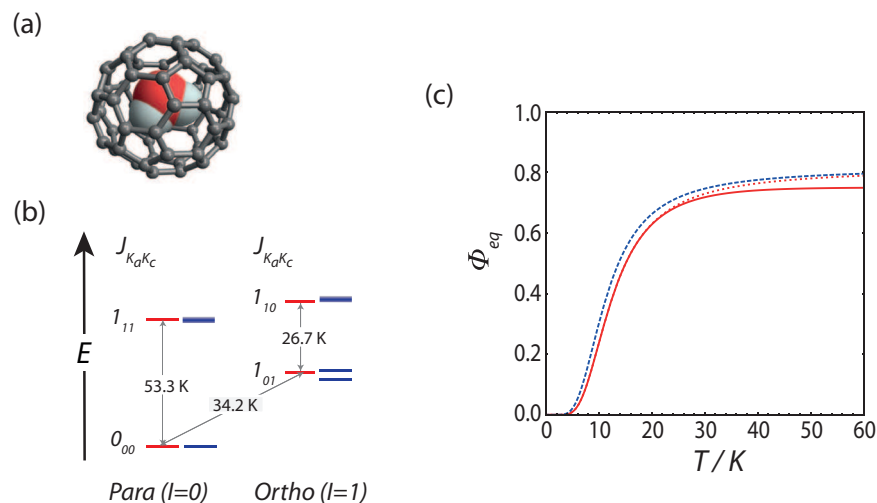 (a)
(b)
J_{K_aK_c} J_{K_aK_c}
1_{11} 1_{10}
26.7 K
E
53.3 K
1_{01}
34.2 K
0_{00}
Para (I=0) Ortho (I=1)
(c)
1.0
0.8
0.6
Φ_{eq}
0.4
0.2
0.0
0 10 20 30 40 50 60
T / K